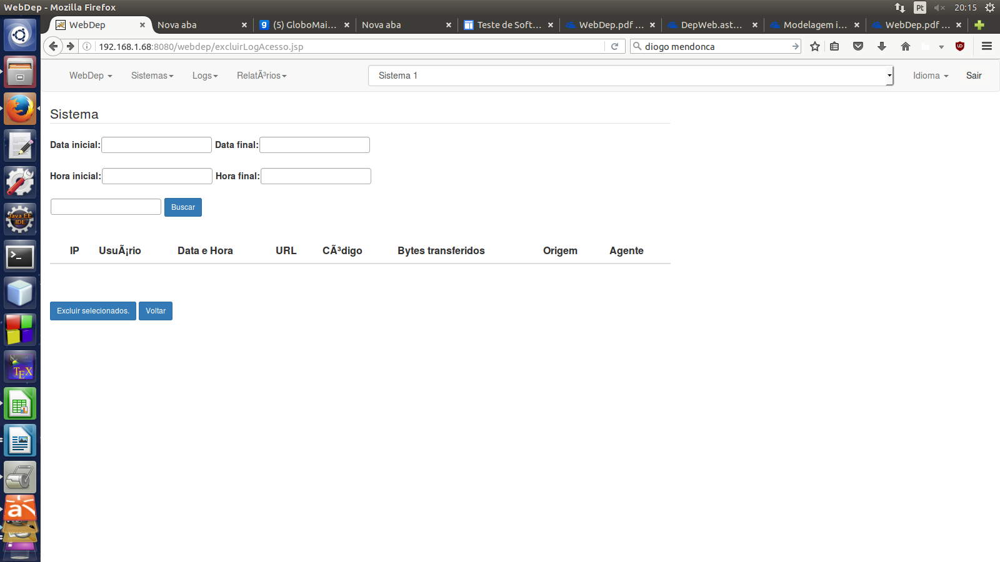 WebDep - Mozilla Firefox
Pt
20:15
WebDep
Nova aba
(5) GloboMai...
Nova aba
Teste de Soft...
WebDep.pdf ...
DepWeb.ast...
Modelagem i...
WebDep.pdf ...
192.168.1.68:8080/webdep/excluirLogAcesso.jsp
diogo mendonca
WebDep
Sistemas
Logs
RelatÃ³rios
Sistema 1
Idioma
Sair
Sistema
Data inicial: Data final:
Hora inicial: Hora final:
Buscar
IP UsuÃ¡rio Data e Hora URL CÃ³digo Bytes transferidos Origem Agente
Excluir selecionados. Voltar
Java EE
IDE
TEX